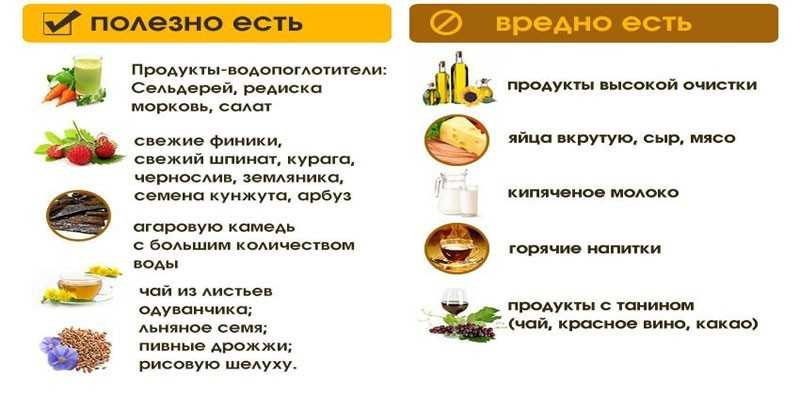 полезно есть
Продукты-водопоглотители:
Сельдерей, редиска
морковь, салат
свежие финики,
свежий шпинат, курага,
чернослив, земляника,
семена кунжута, арбуз
агаровую камедь
с большим количеством
воды
чай из листьев
одуванчика;
льняное семя;
пивные дрожжи;
рисовую шелуху.
вредно есть
продукты высокой очистки
яйца вкрутую, сыр, мясо
кипяченое молоко
горячие напитки
продукты с танином
(чай, красное вино, какао)